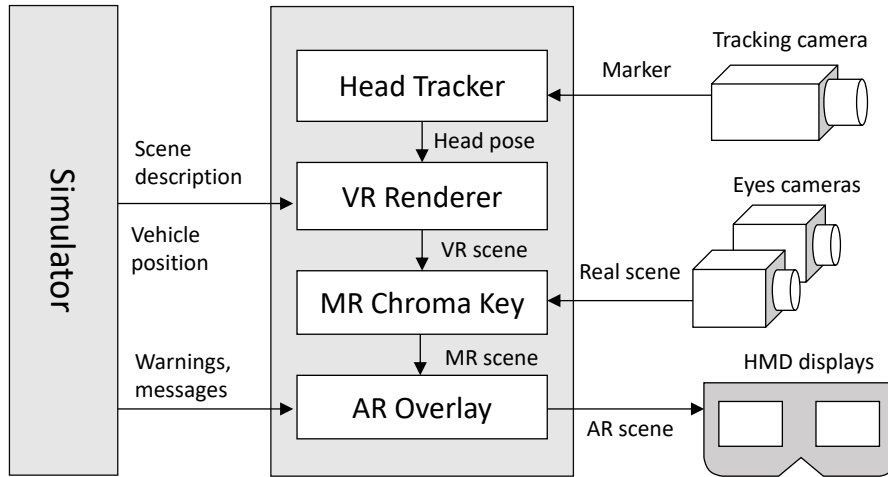 Simulator
Scene
description
Vehicle
position
Warnings,
messages
Head Tracker
Head pose
VR Renderer
VR scene
MR Chroma Key
MR scene
AR Overlay
Tracking camera
Marker
Eyes cameras
Real scene
HMD displays
AR scene